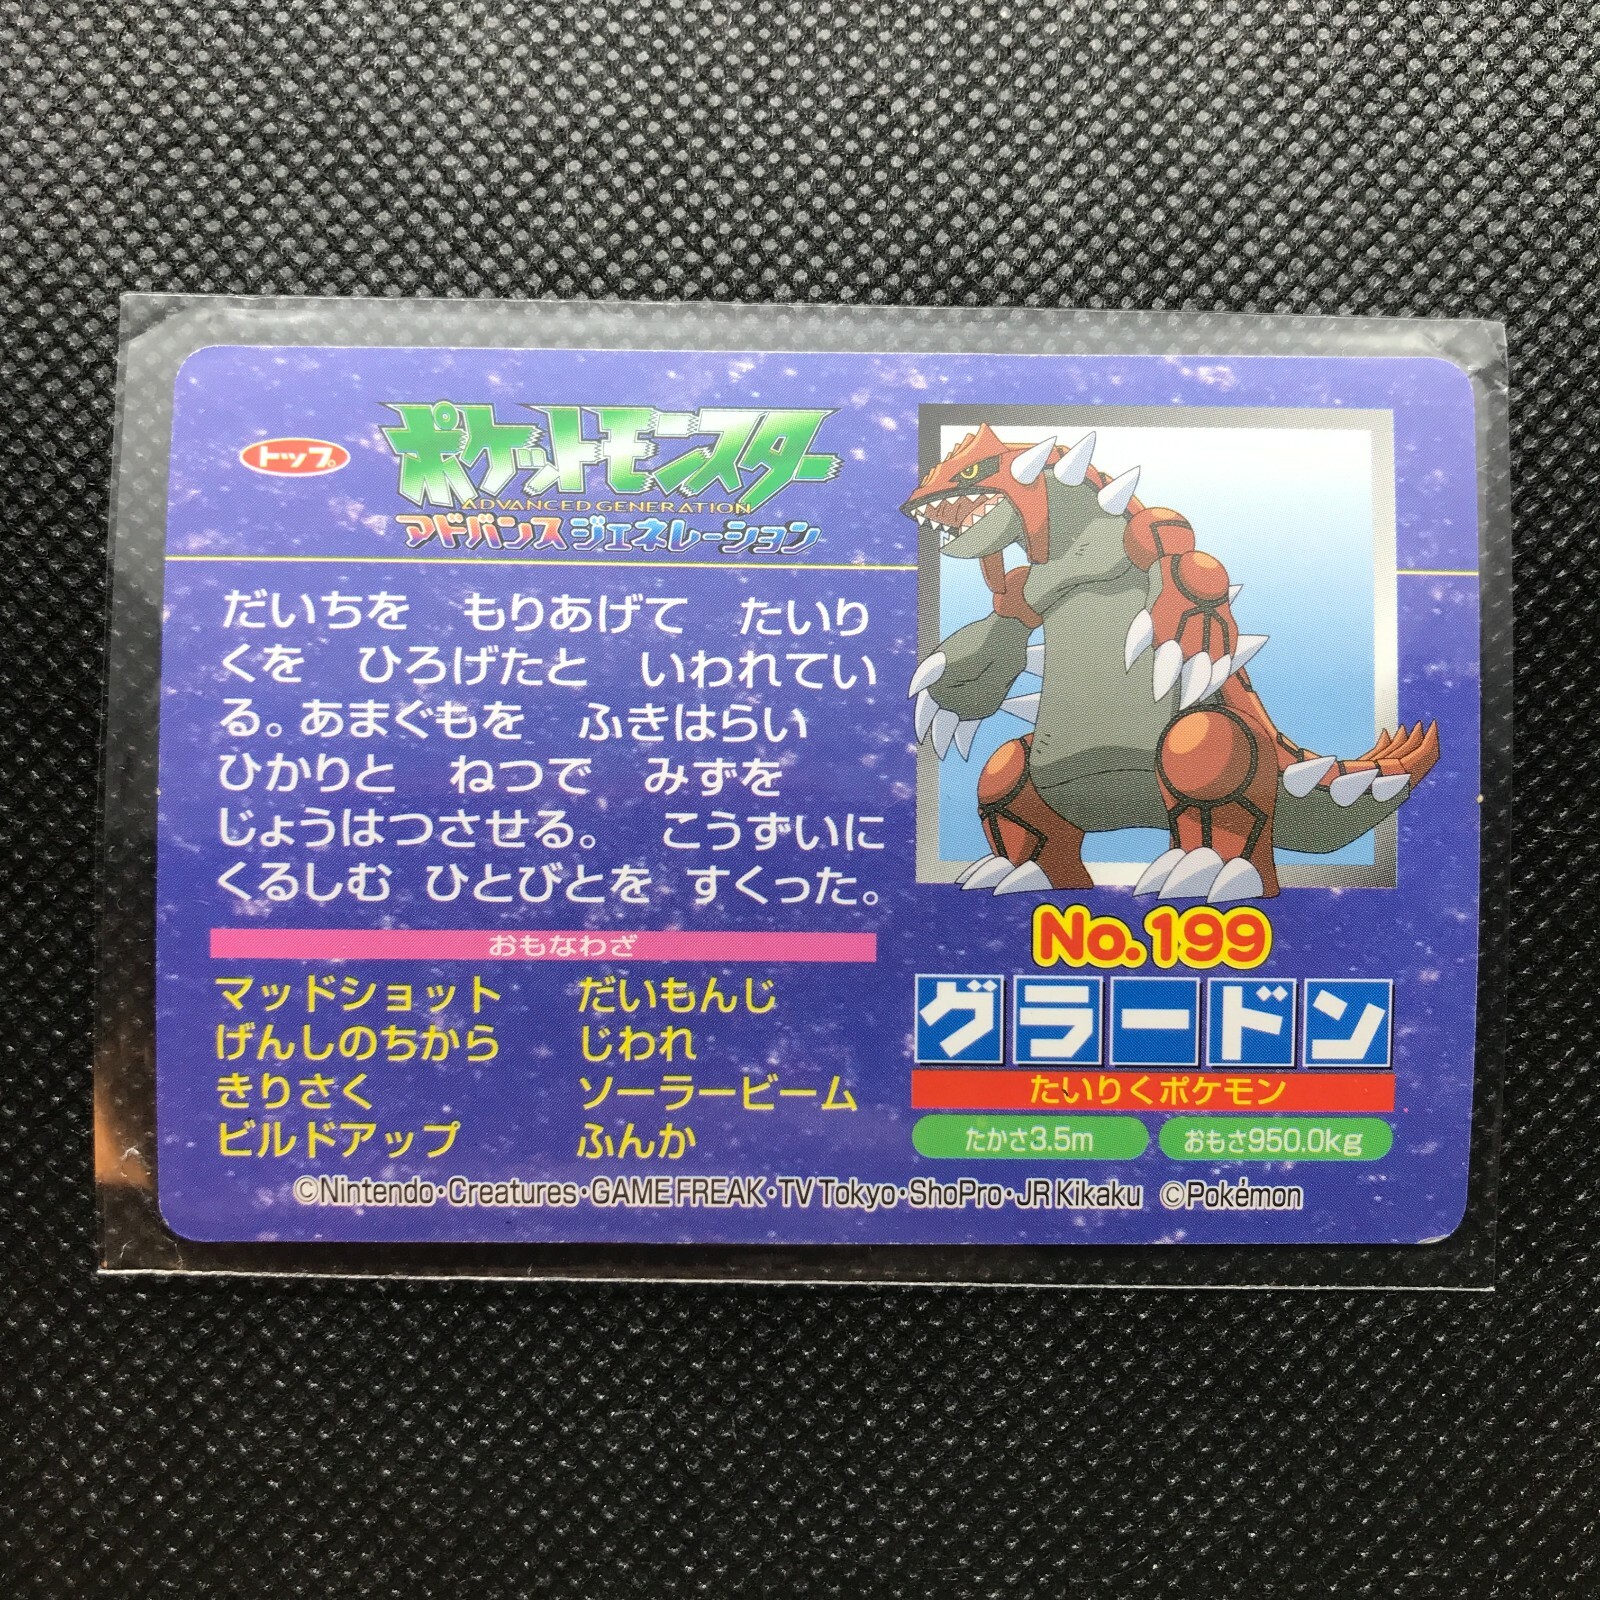 トップ
ポケットモンスター
ADVANCED GENERATION
アドバンスジェネレーション
だいちを　もりあげて　たいり
くを　ひろげたと　いわれてい
る。あまぐもを　ふきはらい
ひかりと　ねつで　みずを
じょうはつさせる。　こうずいに
くるしむ　ひとびとを　すくった。
おもなわざ
マッドショット　だいもんじ
げんしのちから　じわれ
きりさく　ソーラービーム
ビルドアップ　ふんか
No.199
グラードン
たいりくポケモン
たかさ3.5m　おもさ950.0kg
©Nintendo・Creatures・GAME FREAK・TV Tokyo・ShoPro・JR Kikaku ©Pokémon